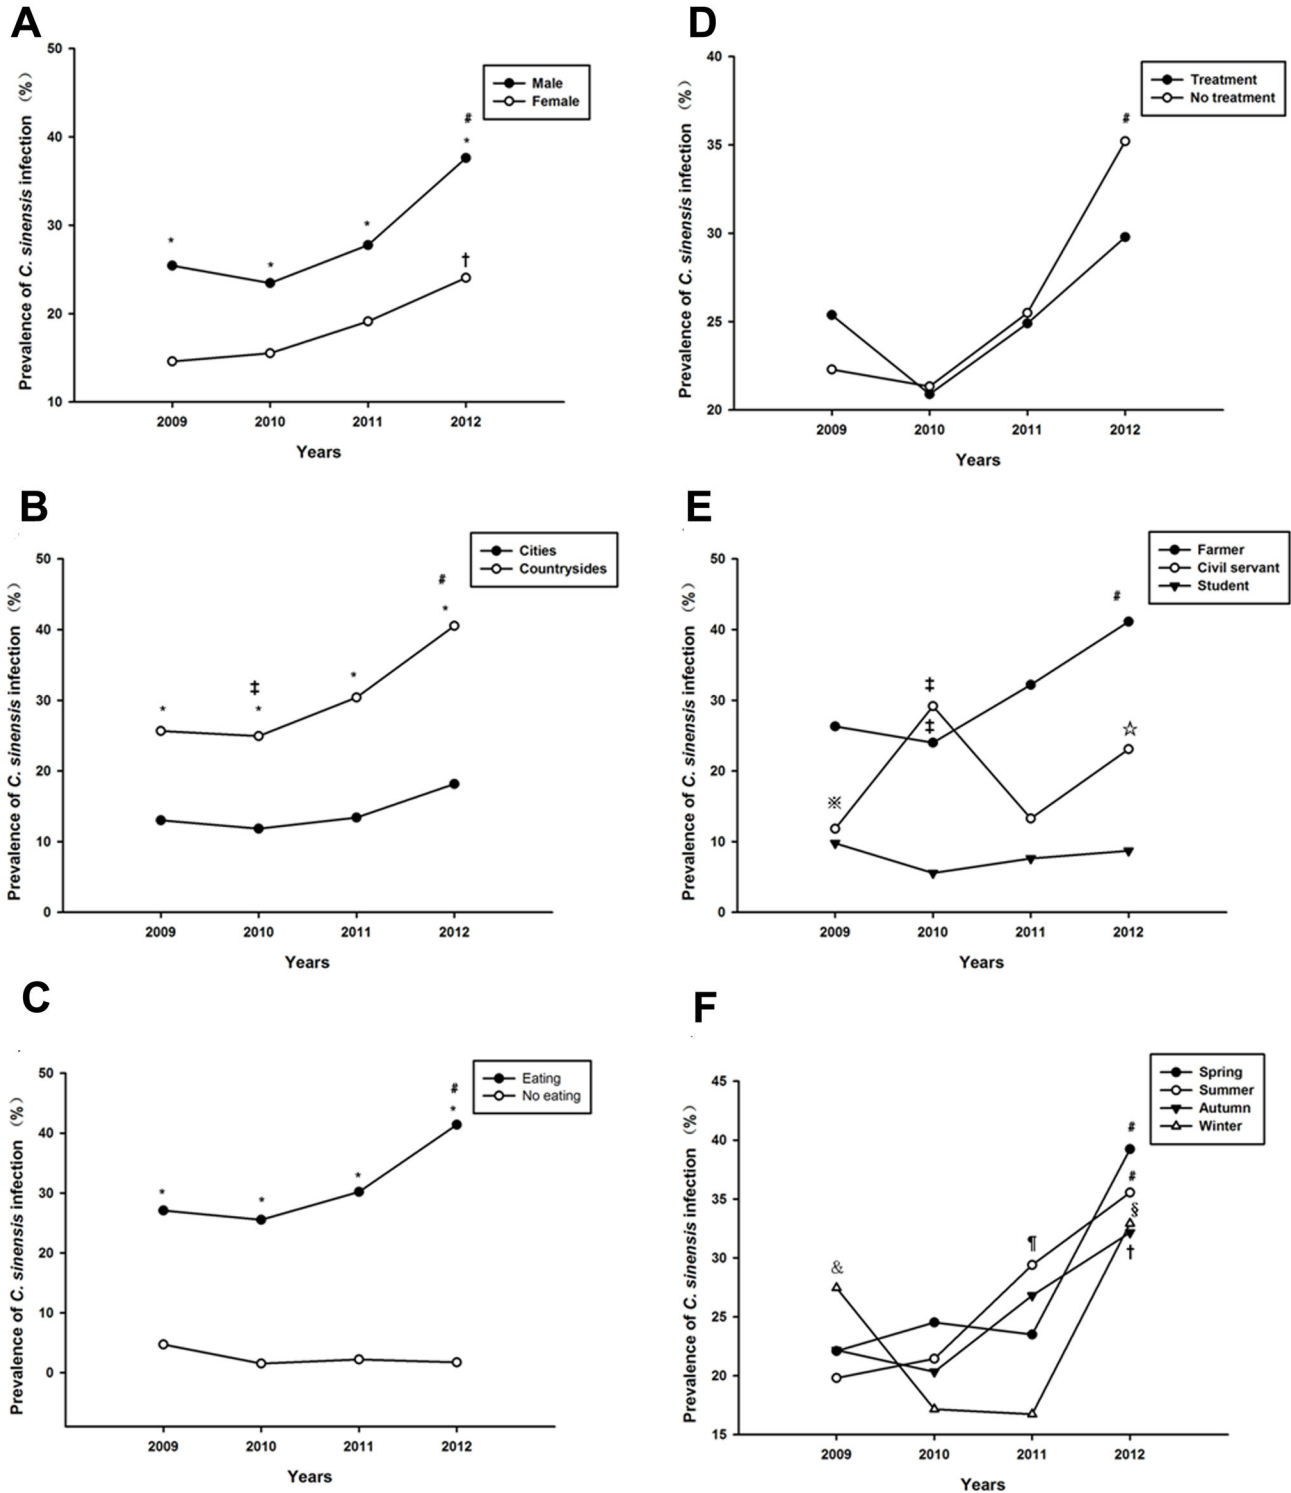 A
Prevalence of C. sinensis infection (%)
50
40
30
20
10
Male
Female
#
*
*
*
*
†
2009 2010 2011 2012
Years
D
Prevalence of C. sinensis infection (%)
40
35
30
25
20
Treatment
No treatment
#
2009 2010 2011 2012
Years
B
Prevalence of C. sinensis infection (%)
50
40
30
20
10
0
Cities
Countrysides
#
*
*
‡
*
*
2009 2010 2011 2012
Years
E
Prevalence of C. sinensis infection (%)
50
40
30
20
10
0
Farmer
Civil servant
Student
#
‡
‡
☆
※
2009 2010 2011 2012
Years
C
Prevalence of C. sinensis infection (%)
50
40
30
20
10
0
Eating
No eating
#
*
*
*
*
2009 2010 2011 2012
Years
F
Prevalence of C. sinensis infection (%)
45
40
35
30
25
20
15
Spring
Summer
Autumn
Winter
#
#
§
¶
†
&
2009 2010 2011 2012
Years